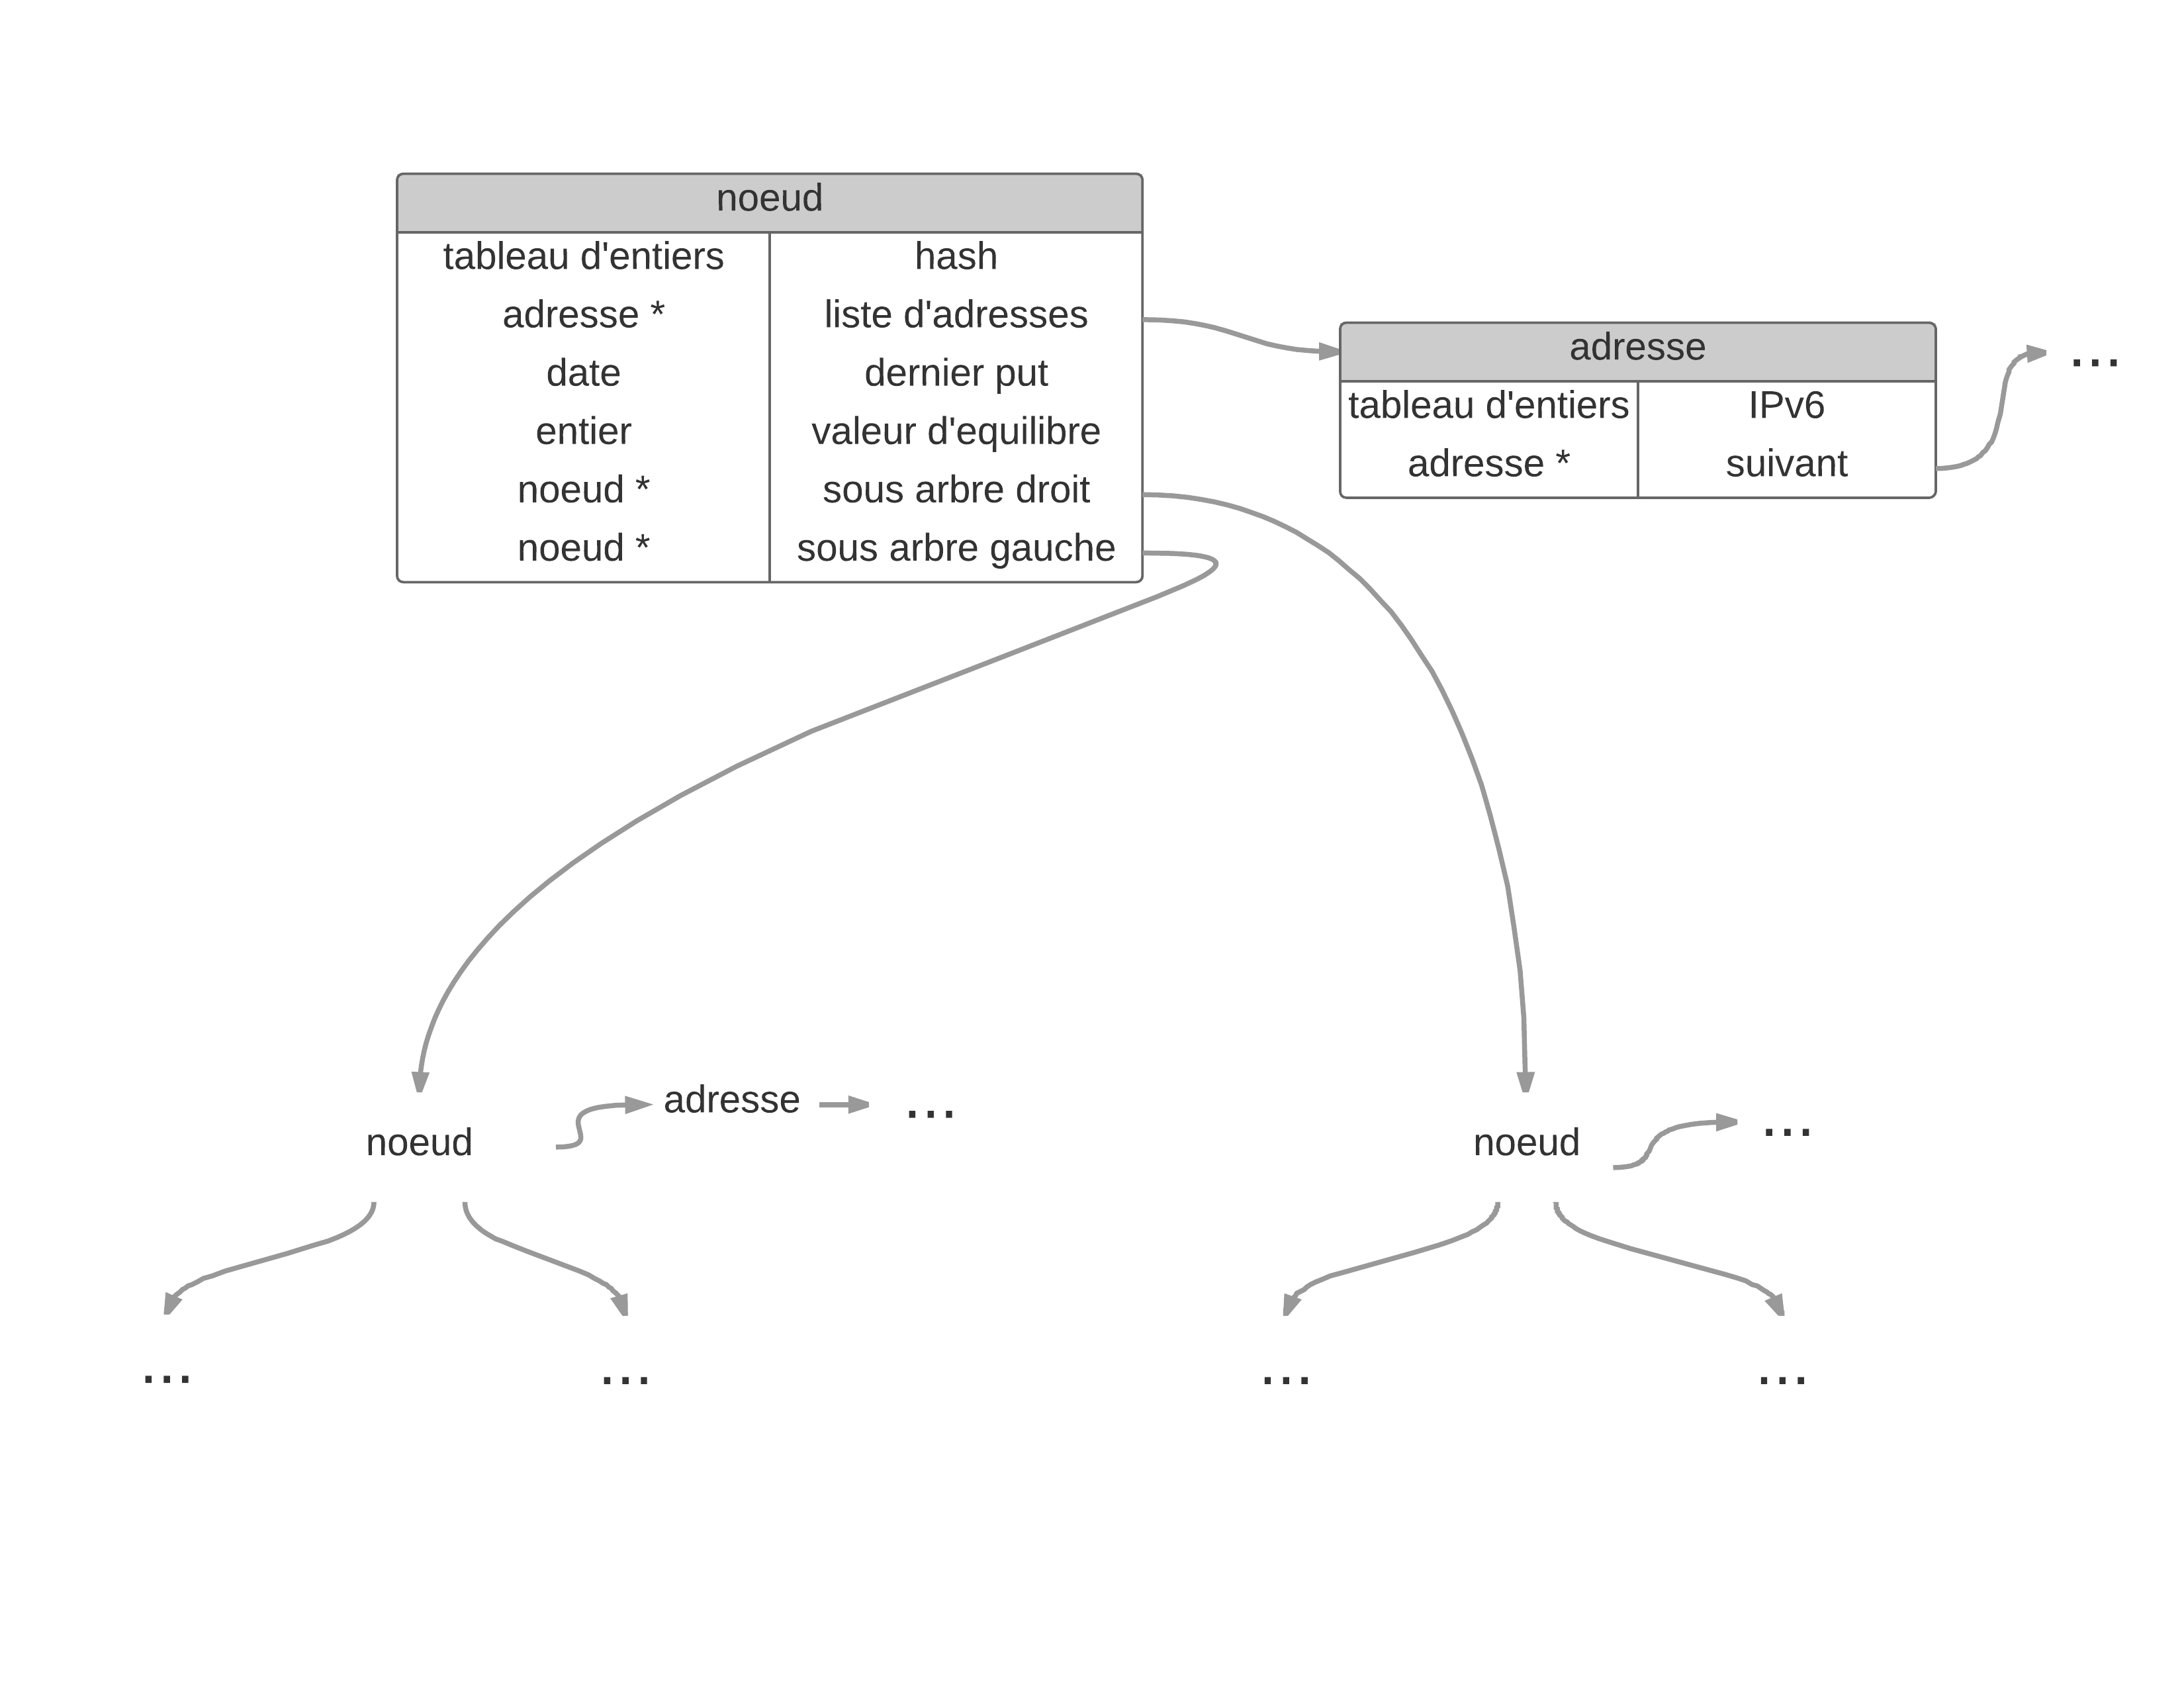 noeud
tableau d'entiers hash
adresse * liste d'adresses
date dernier put
entier valeur d'equilibre
noeud * sous arbre droit
noeud * sous arbre gauche
adresse
tableau d'entiers IPv6
adresse * suivant
...
noeud
adresse
...
noeud
...
...
...
...
...